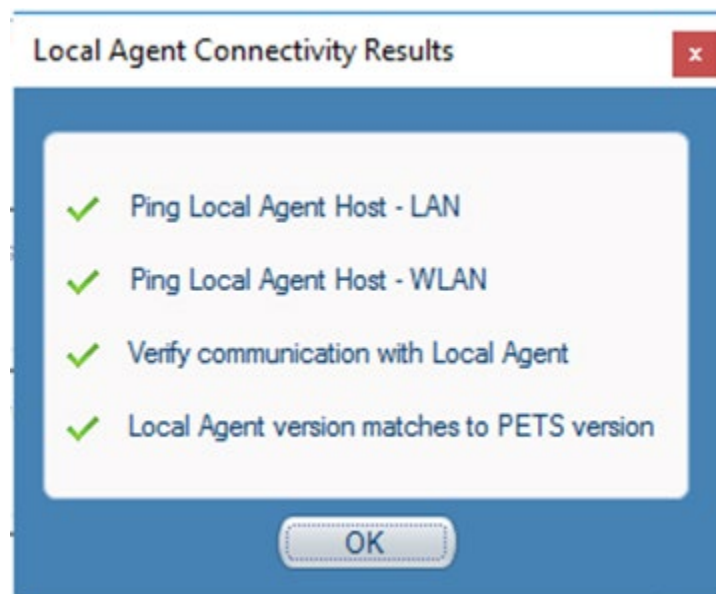 Local Agent Connectivity Results
x
Ping Local Agent Host - LAN
Ping Local Agent Host - WLAN
Verify communication with Local Agent
Local Agent version matches to PETS version
OK